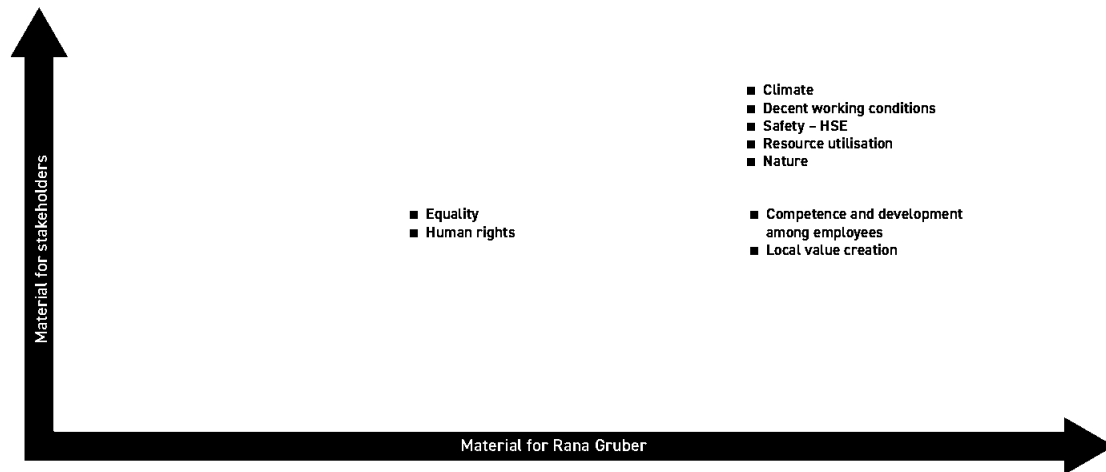 Material for stakeholders
■ Climate
■ Decent working conditions
■ Safety – HSE
■ Resource utilisation
■ Nature
■ Equality
■ Human rights
■ Competence and development
among employees
■ Local value creation
Material for Rana Gruber